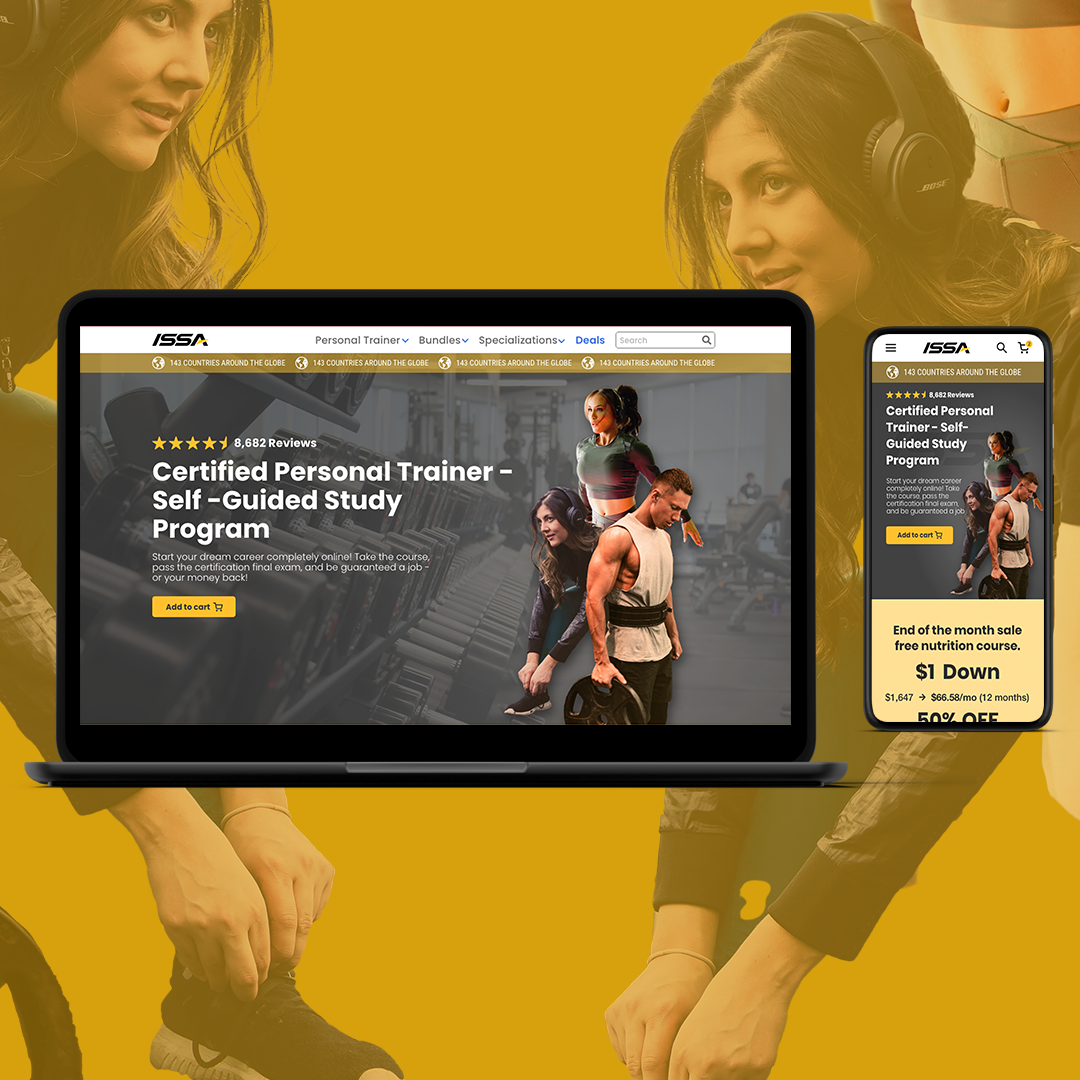 BOSE
ISSA
Personal Trainer Bundles Specializations Deals Search
143 COUNTRIES AROUND THE GLOBE 143 COUNTRIES AROUND THE GLOBE 143 COUNTRIES AROUND THE GLOBE 143 COUNTRIES AROUND THE GLOBE
8,682 Reviews
Certified Personal Trainer -
Self -Guided Study
Program
Start your dream career completely online! Take the course,
pass the certification final exam, and be guaranteed a job -
or your money back!
Add to cart
ISSA
2
143 COUNTRIES AROUND THE GLOBE
8,682 Reviews
Certified Personal
Trainer - Self-
Guided Study
Program
Start your dream career
completely online! Take
the course, pass the
certification final exam,
and be guaranteed a job
Add to cart
End of the month sale
free nutrition course.
$1 Down
$1,647 → $66.58/mo (12 months)
50% OFF